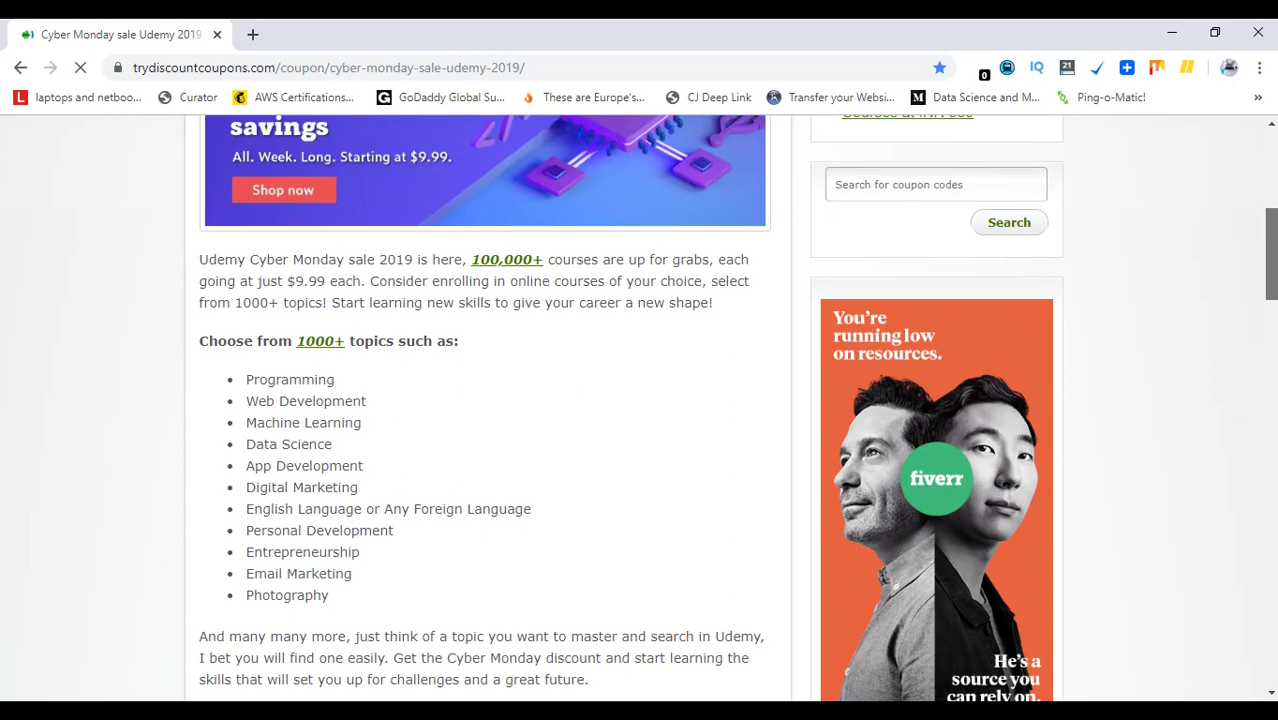 Cyber Monday sale Udemy 2019
trydiscountcoupons.com/coupon/cyber-monday-sale-udemy-2019/
0
IQ
21
L laptops and netboo...
Curator
AWS Certifications...
G GoDaddy Global Su...
These are Europe's...
CJ Deep Link
Transfer your Websi...
M Data Science and M...
Ping-o-Matic!
»
savings
All. Week. Long. Starting at $9.99.
Shop now
Udemy Cyber Monday sale 2019 is here, 100,000+ courses are up for grabs, each
going at just $9.99 each. Consider enrolling in online courses of your choice, select
from 1000+ topics! Start learning new skills to give your career a new shape!
Choose from 1000+ topics such as:
• Programming
• Web Development
• Machine Learning
• Data Science
• App Development
• Digital Marketing
• English Language or Any Foreign Language
• Personal Development
• Entrepreneurship
• Email Marketing
• Photography
And many many more, just think of a topic you want to master and search in Udemy,
I bet you will find one easily. Get the Cyber Monday discount and start learning the
skills that will set you up for challenges and a great future.
Search for coupon codes
Search
You're
running low
on resources.
fiverr
He's a
source you
can rely on.